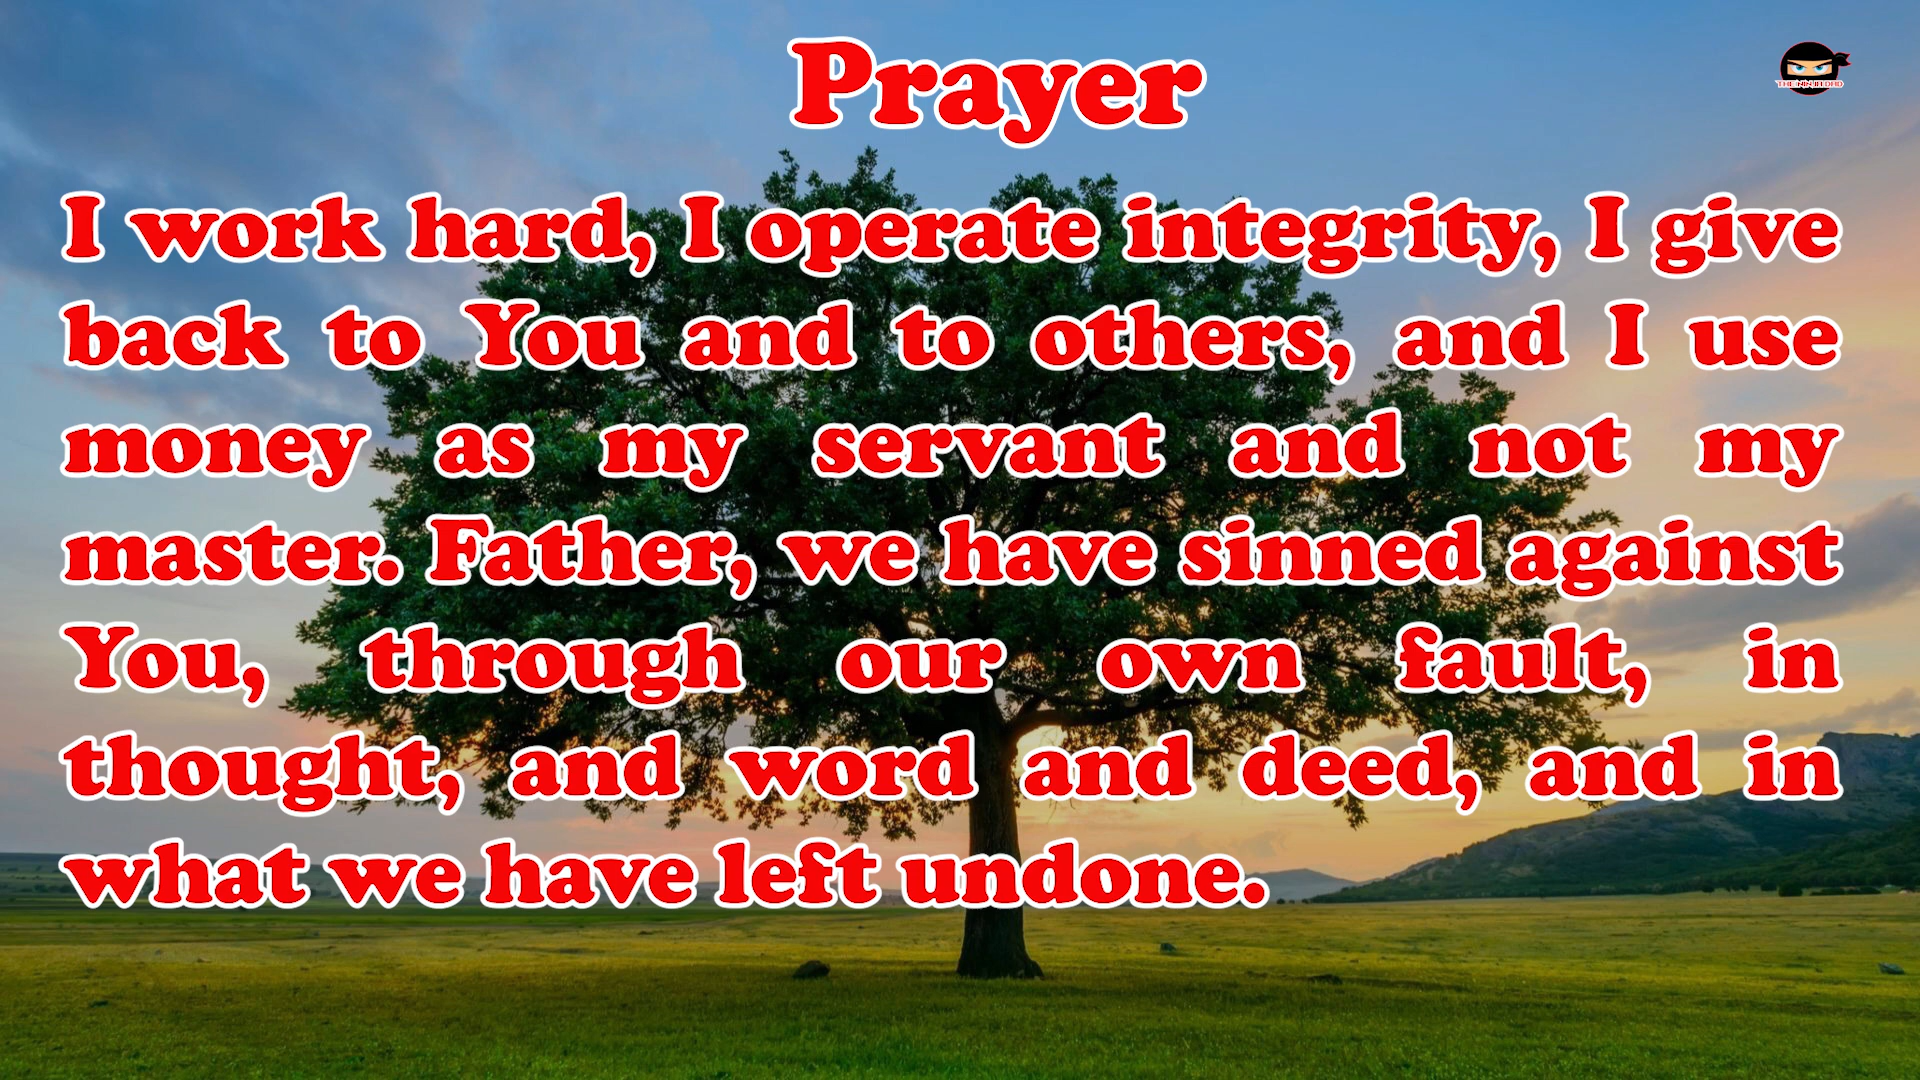 Prayer
I work hard, I operate integrity, I give
back to You and to others, and I use
money as my servant and not my
master. Father, we have sinned against
You, through our own fault, in
thought, and word and deed, and in
what we have left undone.